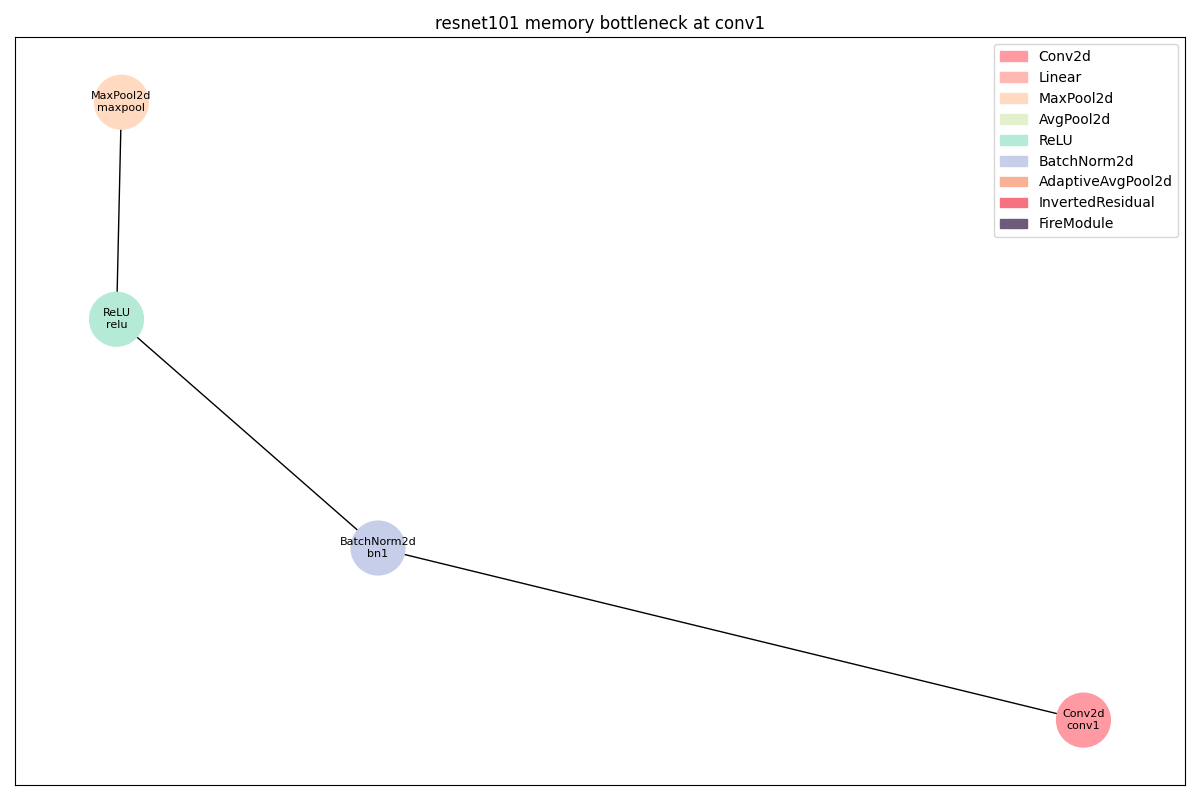 resnet101 memory bottleneck at conv1
Conv2d
Linear
MaxPool2d
AvgPool2d
ReLU
BatchNorm2d
AdaptiveAvgPool2d
InvertedResidual
FireModule
MaxPool2d
maxpool
ReLU
relu
BatchNorm2d
bn1
Conv2d
conv1